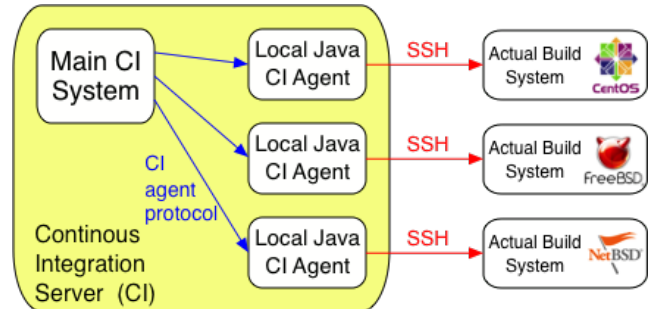 Main CI
System
Local Java
CI Agent
SSH
Actual Build
System
CentOS
Local Java
CI Agent
SSH
Actual Build
System
FreeBSD
CI
agent
protocol
Local Java
CI Agent
SSH
Actual Build
System
NetBSD
Continous
Integration
Server (CI)